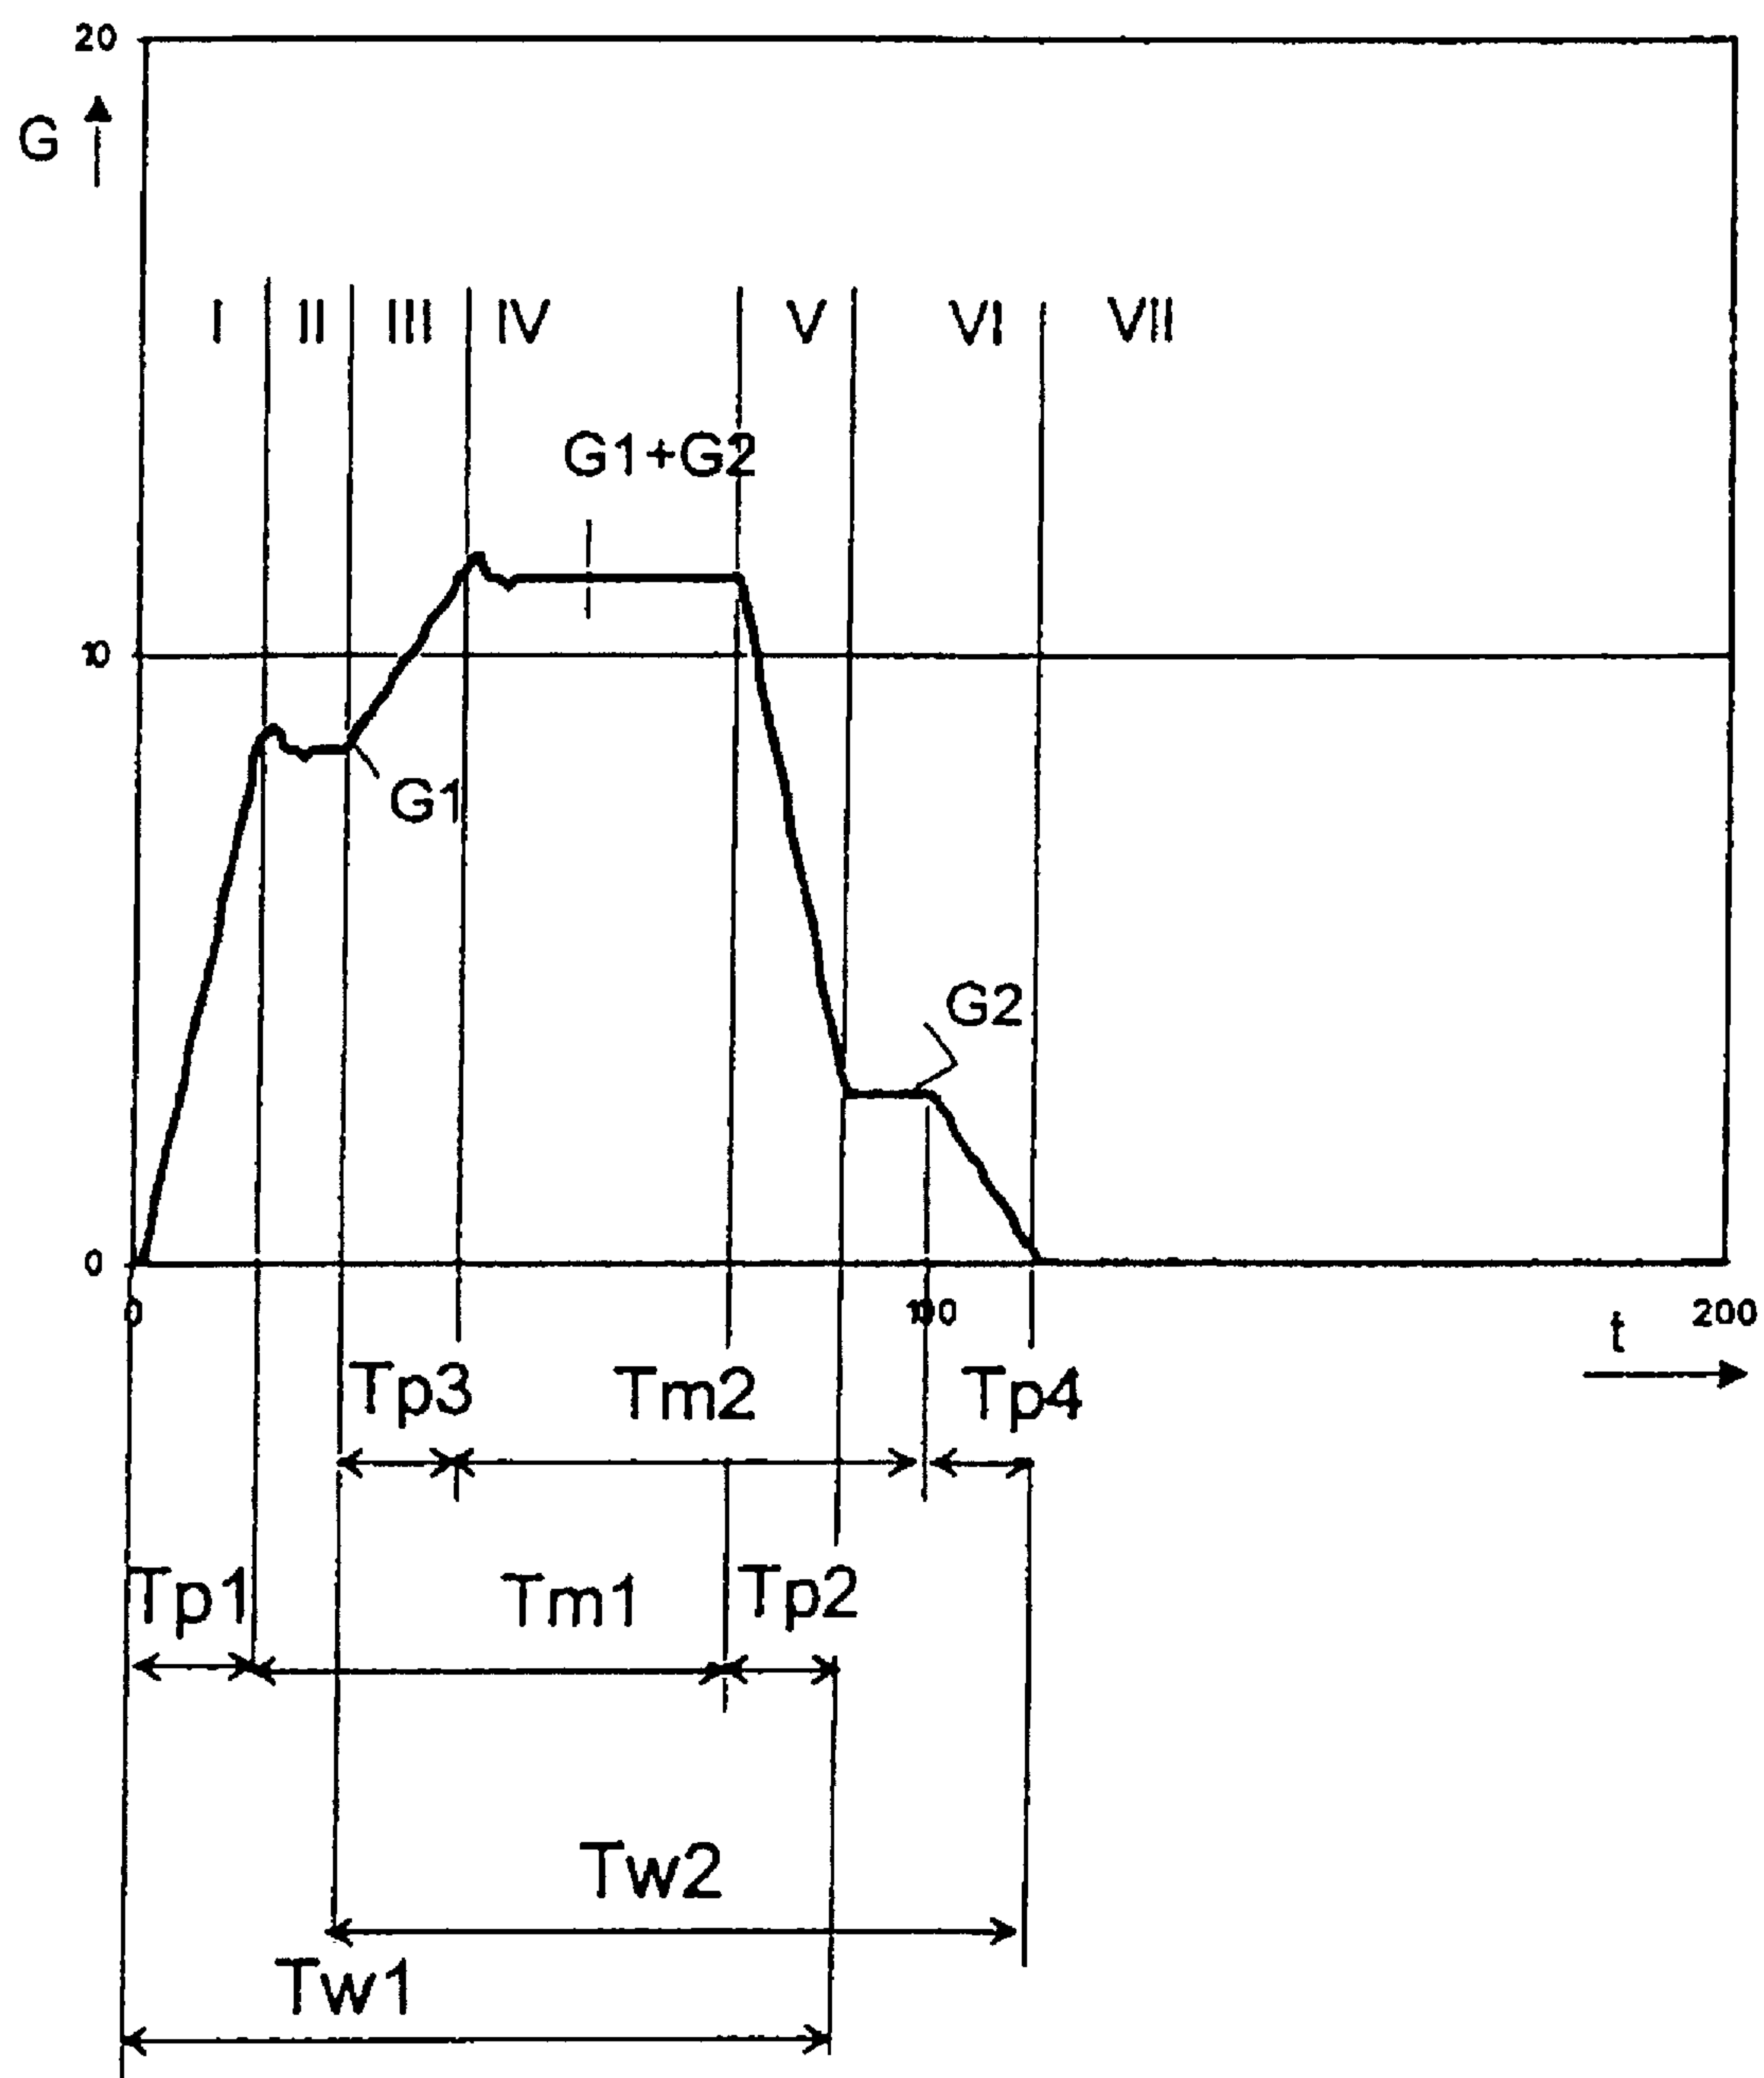 20
G
I II III IV V VI VII
G1+G2
10
G1
G2
0
0 100 200
t
Tp3 Tm2 Tp4
Tp1 Tm1 Tp2
Tw2
Tw1